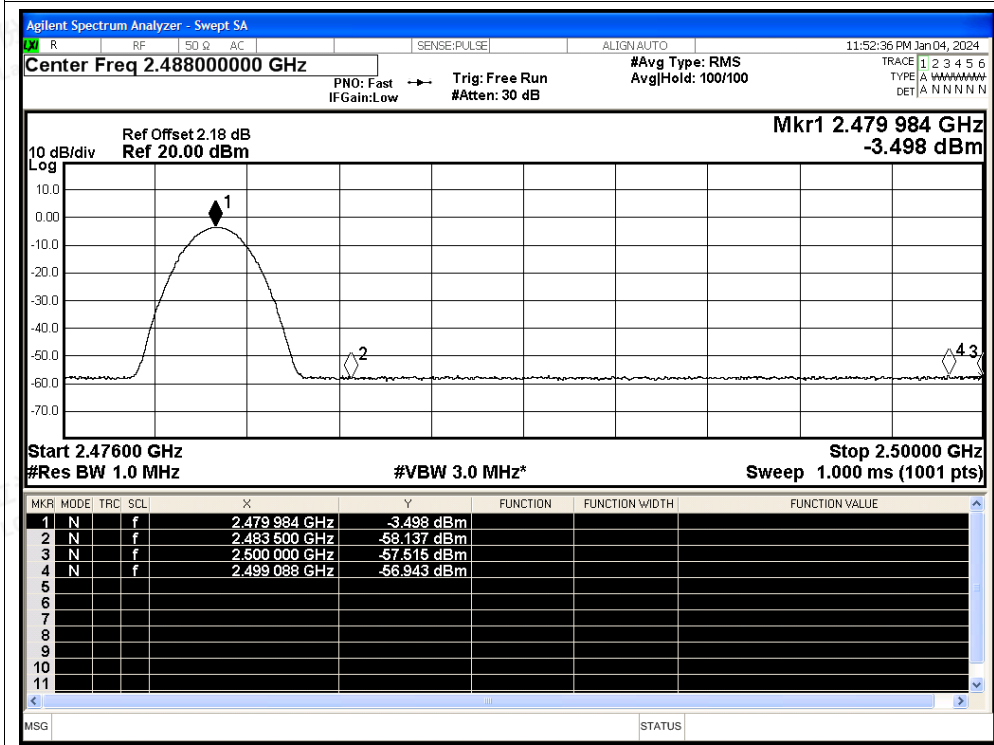 Agilent Spectrum Analyzer - Swept SA
LXI R RF 50 Ω AC SENSE:PULSE ALIGN AUTO 11:52:36 PM Jan 04, 2024
Center Freq 2.488000000 GHz #Avg Type: RMS TRACE 1 2 3 4 5 6
PNO: Fast Trig: Free Run Avg|Hold: 100/100 TYPE A WWWWW
IFGain:Low #Atten: 30 dB DET A N N N N N
Mkr1 2.479 984 GHz
-3.498 dBm
Ref Offset 2.18 dB
10 dB/div Ref 20.00 dBm
Log
10.0
0.00
-10.0
-20.0
-30.0
-40.0
-50.0
-60.0
-70.0
1
2
4 3
Start 2.47600 GHz Stop 2.50000 GHz
#Res BW 1.0 MHz #VBW 3.0 MHz* Sweep 1.000 ms (1001 pts)
MKR MODE TRC SCL X Y FUNCTION FUNCTION WIDTH FUNCTION VALUE
1 N f 2.479 984 GHz -3.498 dBm
2 N f 2.483 500 GHz -58.137 dBm
3 N f 2.500 000 GHz -57.515 dBm
4 N f 2.499 088 GHz -56.943 dBm
5
6
7
8
9
10
11
MSG STATUS